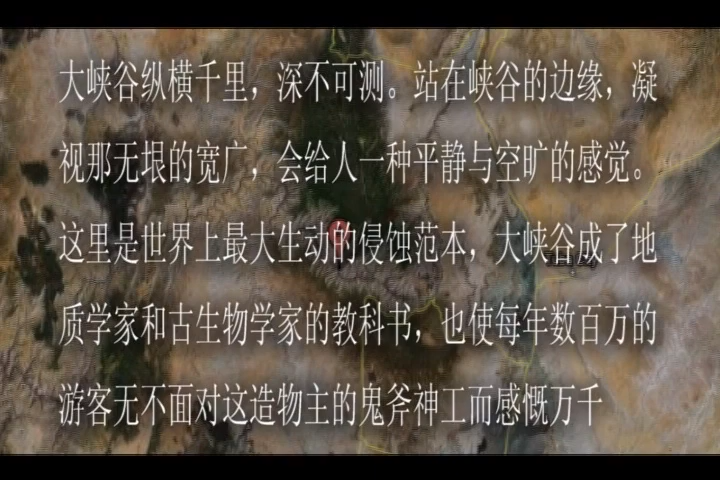 大峡谷纵横千里，深不可测。站在峡谷的边缘，凝
视那无垠的宽广，会给人一种平静与空旷的感觉。
这里是世界上最大生动的侵蚀范本，大峡谷成了地
质学家和古生物学家的教科书，也使每年数百万的
游客无不面对这造物主的鬼斧神工而感慨万千